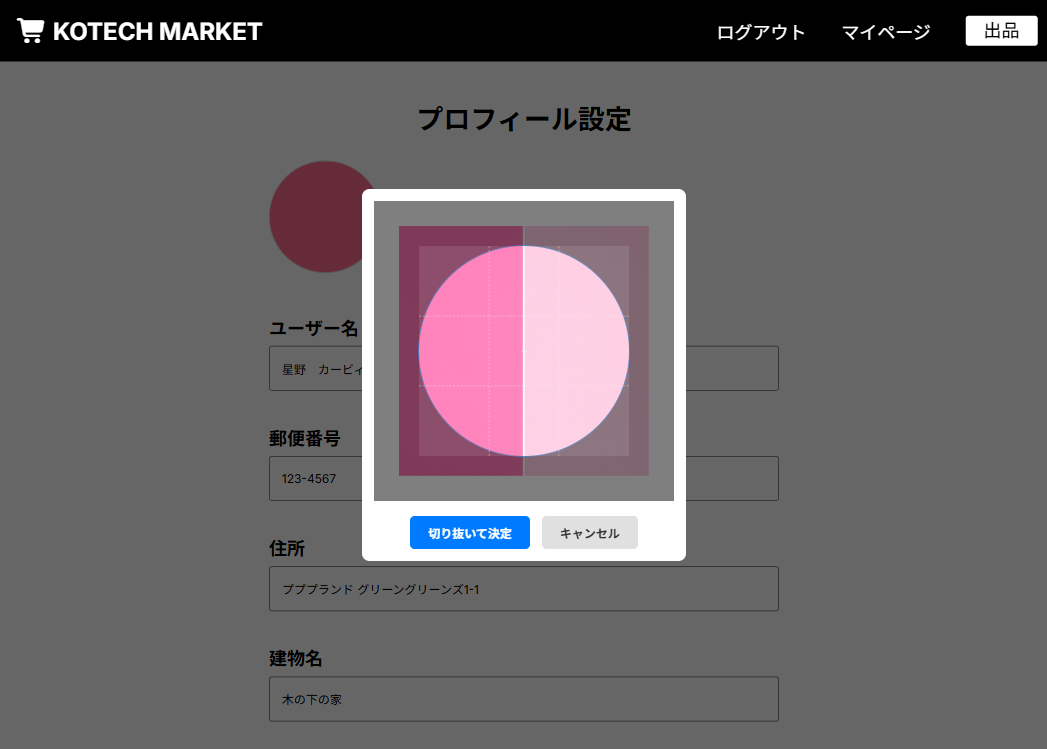 KOTECH MARKET ログアウト マイページ 出品
プロフィール設定
ユーザー名
星野　カービィ
郵便番号
123-4567
切り抜いて決定 キャンセル
住所
プププランド グリーングリーンズ1-1
建物名
木の下の家